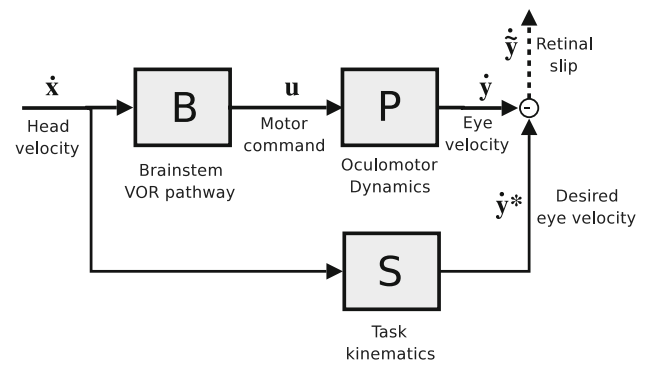 ẋ
Head
velocity
B
Brainstem
VOR pathway
u
Motor
command
P
Oculomotor
Dynamics
ẏ
Eye
velocity
-
ẏ̃
Retinal
slip
ẏ*
Desired
eye velocity
S
Task
kinematics